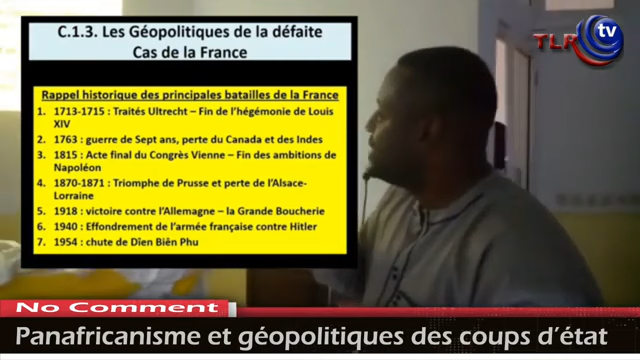 C.1.3. Les Géopolitiques de la défaite
Cas de la France
Rappel historique des principales batailles de la France
1. 1713-1715 : Traités Ultrecht – Fin de l'hégémonie de Louis
XIV
2. 1763 : guerre de Sept ans, perte du Canada et des Indes
3. 1815 : Acte final du Congrès Vienne – Fin des ambitions de
Napoléon
4. 1870-1871 : Triomphe de Prusse et perte de l'Alsace-
Lorraine
5. 1918 : victoire contre l'Allemagne – la Grande Boucherie
6. 1940 : Effondrement de l'armée française contre Hitler
7. 1954 : chute de Dîen Biên Phu
TLR tv
No Comment
Panafricanisme et géopolitiques des coups d'état